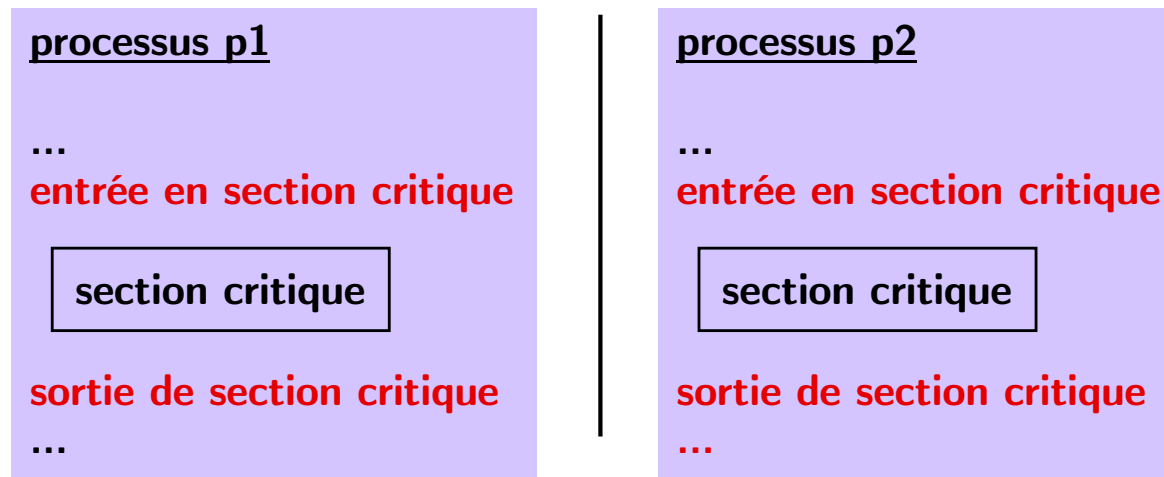 processus p1
...
entrée en section critique
section critique
sortie de section critique
...
processus p2
...
entrée en section critique
section critique
sortie de section critique
...